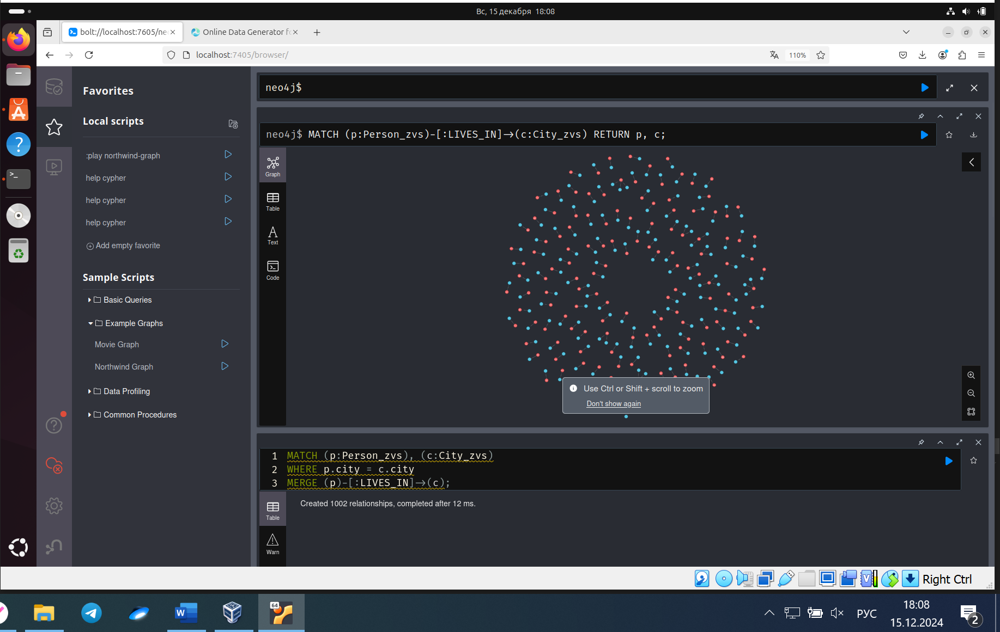 Вс, 15 декабря 18:08
bolt://localhost:7605/ne
Online Data Generator fo
localhost:7405/browser/
110%
Favorites
Local scripts
:play northwind-graph
help cypher
help cypher
help cypher
Add empty favorite
Sample Scripts
Basic Queries
Example Graphs
Movie Graph
Northwind Graph
Data Profiling
Common Procedures
neo4j$
neo4j$ MATCH (p:Person_zvs)-[:LIVES_IN]->(c:City_zvs) RETURN p, c;
Graph
Table
Text
Code
Use Ctrl or Shift + scroll to zoom
Don't show again
1 MATCH (p:Person_zvs), (c:City_zvs)
2 WHERE p.city = c.city
3 MERGE (p)-[:LIVES_IN]->(c);
Table
Warn
Created 1002 relationships, completed after 12 ms.
Right Ctrl
64
РУС
18:08
15.12.2024
2